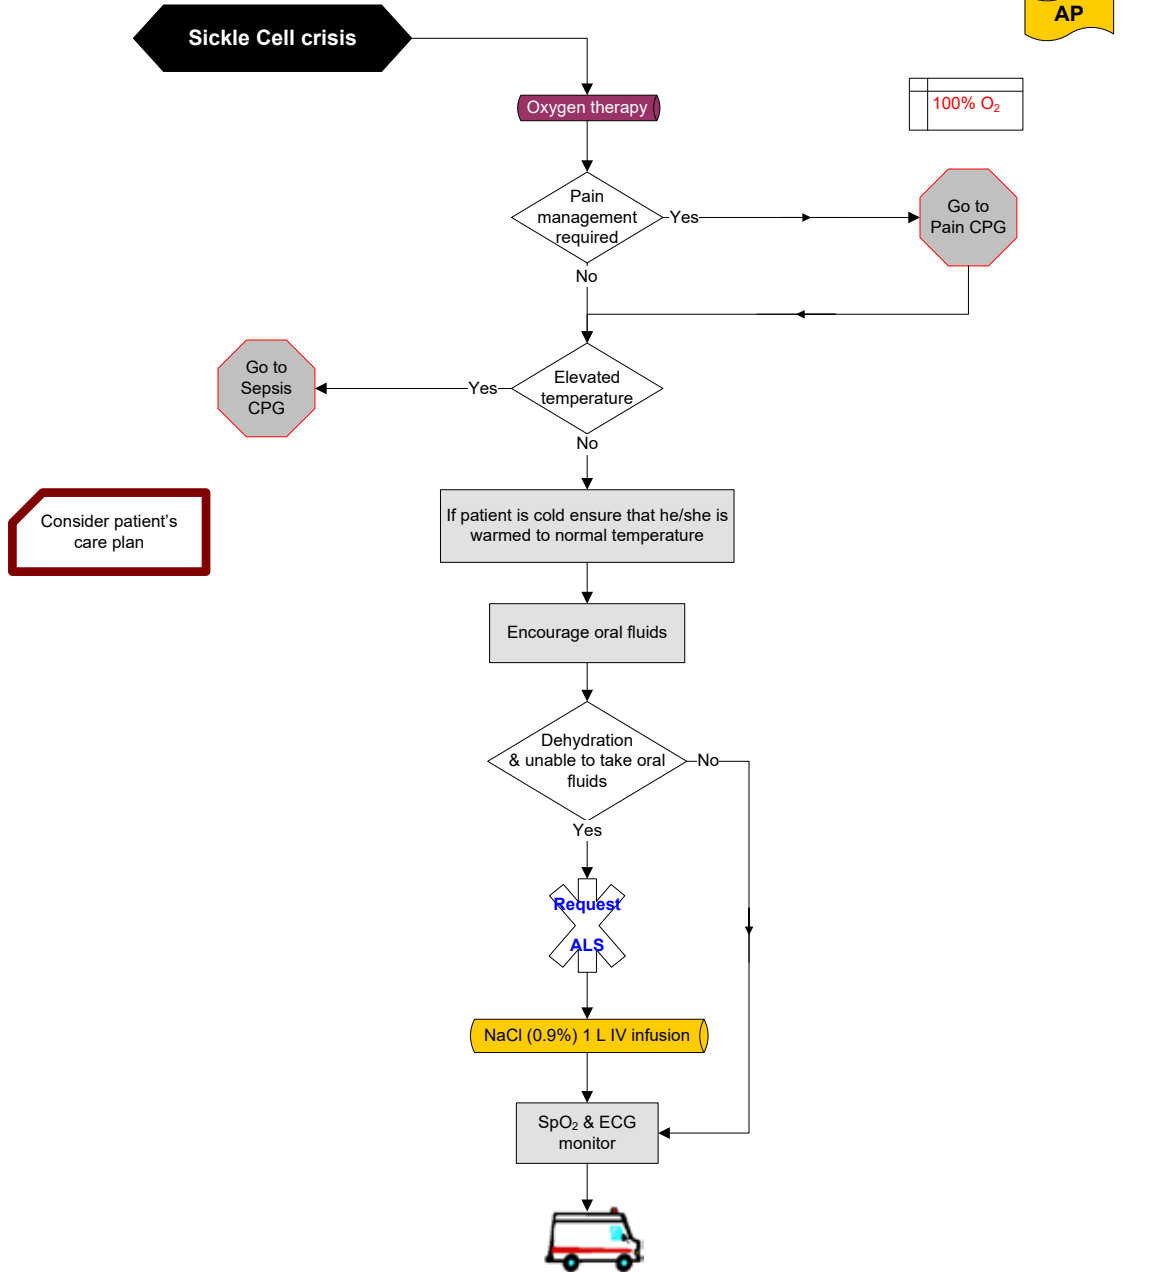 AP
Sickle Cell crisis
100% O₂
Oxygen therapy
Pain
management
required
Yes
Go to
Pain CPG
No
Go to
Sepsis
CPG
Yes
Elevated
temperature
No
Consider patient's
care plan
If patient is cold ensure that he/she is
warmed to normal temperature
Encourage oral fluids
Dehydration
& unable to take oral
fluids
No
Yes
Request
ALS
NaCl (0.9%) 1 L IV infusion
SpO₂ & ECG
monitor